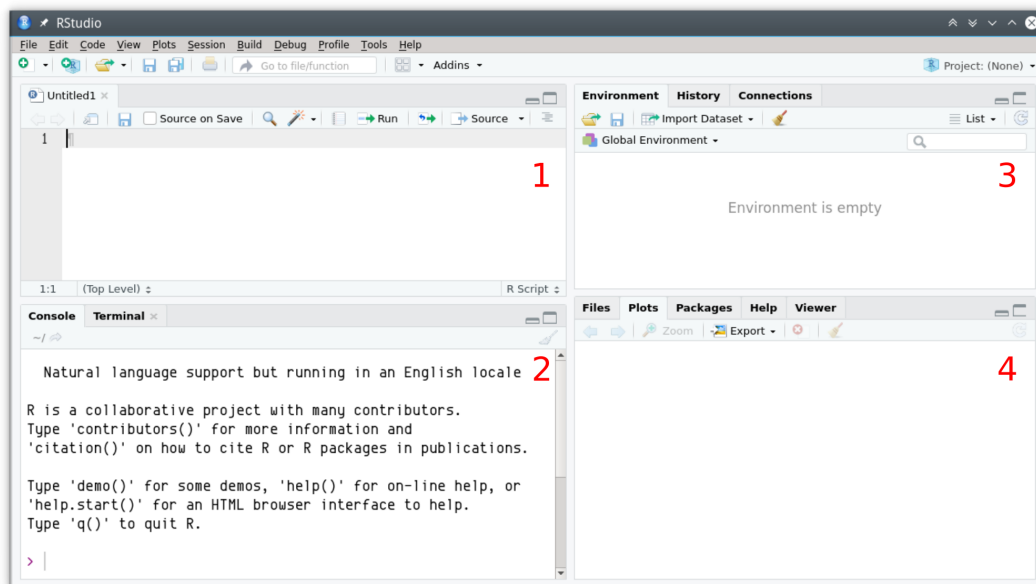 RStudio
File Edit Code View Plots Session Build Debug Profile Tools Help
Go to file/function Addins Project: (None)
Untitled1
Source on Save Run Source
1
1
1:1 (Top Level) R Script
Console Terminal
~/
2
Natural language support but running in an English locale
R is a collaborative project with many contributors.
Type 'contributors()' for more information and
'citation()' on how to cite R or R packages in publications.
Type 'demo()' for some demos, 'help()' for on-line help, or
'help.start()' for an HTML browser interface to help.
Type 'q()' to quit R.
>
Environment History Connections
Import Dataset List
Global Environment
3
Environment is empty
Files Plots Packages Help Viewer
Zoom Export
4